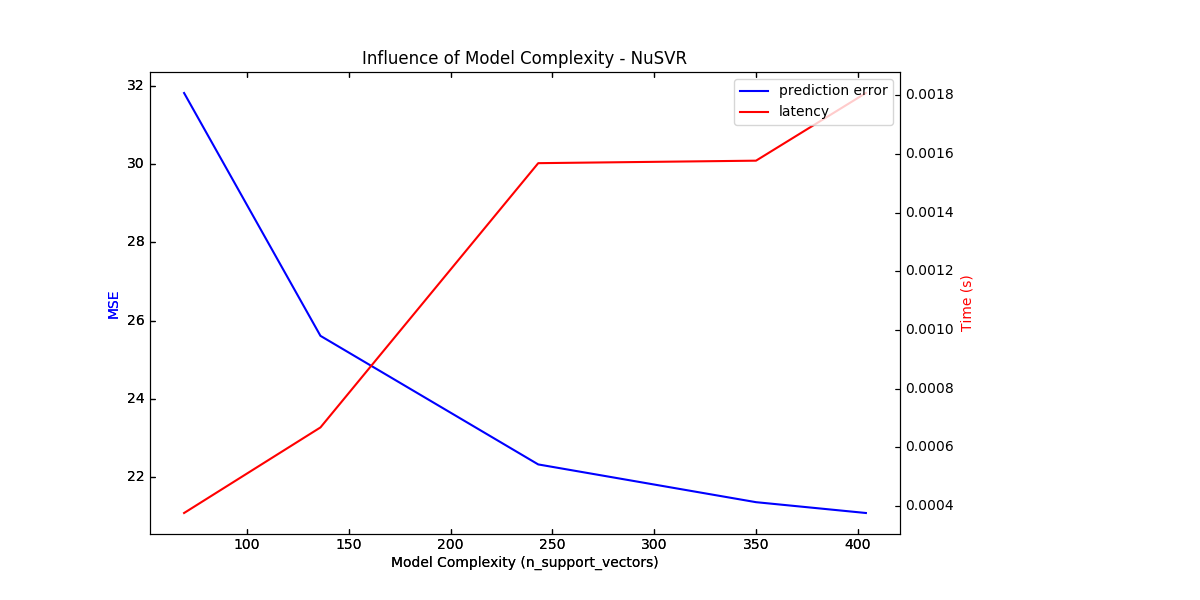 Influence of Model Complexity - NuSVR
prediction error
latency
32
30
28
26
24
22
MSE
0.0018
0.0016
0.0014
0.0012
0.0010
0.0008
0.0006
0.0004
Time (s)
100 150 200 250 300 350 400
Model Complexity (n_support_vectors)